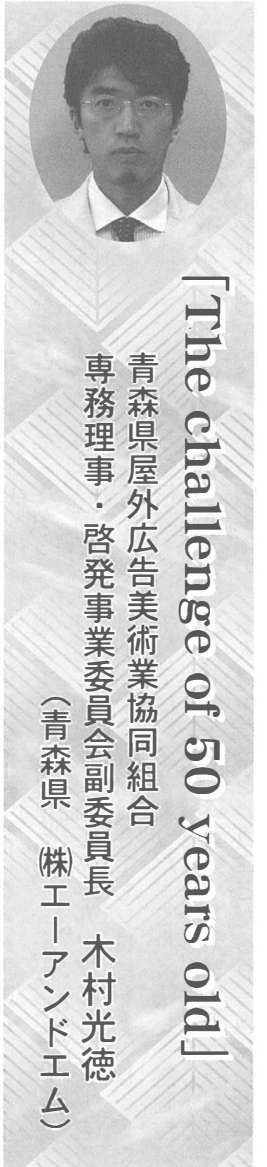 「The challenge of 50 years old」
青森県屋外広告美術業協同組合
専務理事・啓発事業委員会副委員長　木村光徳
（青森県　㈱エーアンドエム）